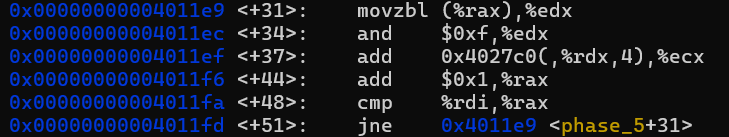 0x00000000004011e9 <+31>: movzbl (%rax),%edx
0x00000000004011ec <+34>: and $0xf,%edx
0x00000000004011ef <+37>: add 0x4027c0(,%rdx,4),%ecx
0x00000000004011f6 <+44>: add $0x1,%rax
0x00000000004011fa <+48>: cmp %rdi,%rax
0x00000000004011fd <+51>: jne 0x4011e9 <phase_5+31>